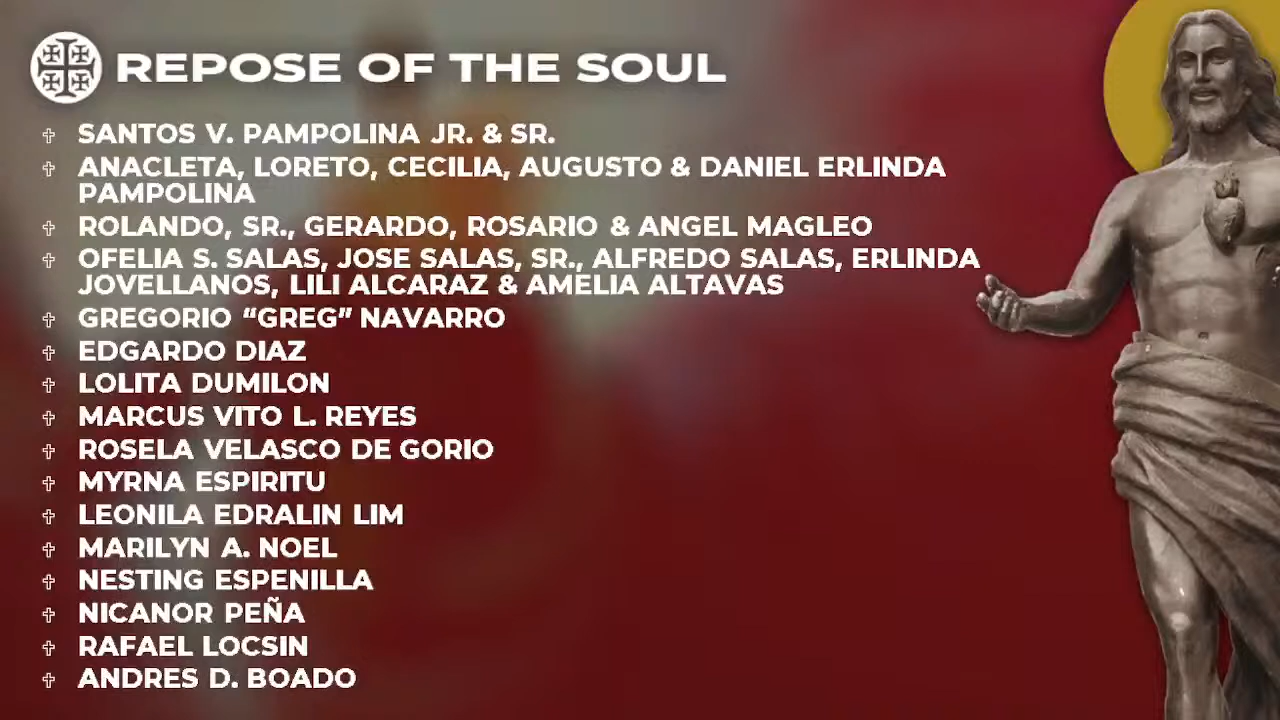 REPOSE OF THE SOUL
SANTOS V. PAMPOLINA JR. & SR.
ANACLETA, LORETO, CECILIA, AUGUSTO & DANIEL ERLINDA
PAMPOLINA
ROLANDO, SR., GERARDO, ROSARIO & ANGEL MAGLEO
OFELIA S. SALAS, JOSE SALAS, SR., ALFREDO SALAS, ERLINDA
JOVELLANOS, LILI ALCARAZ & AMELIA ALTAVAS
GREGORIO “GREG” NAVARRO
EDGARDO DIAZ
LOLITA DUMILON
MARCUS VITO L. REYES
ROSELA VELASCO DE GORIO
MYRNA ESPIRITU
LEONILA EDRALIN LIM
MARILYN A. NOEL
NESTING ESPENILLA
NICANOR PEÑA
RAFAEL LOCSIN
ANDRES D. BOADO